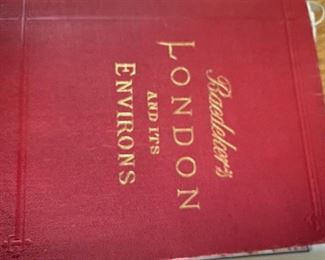 Baedeker's
LONDON
AND ITS
ENVIRONS